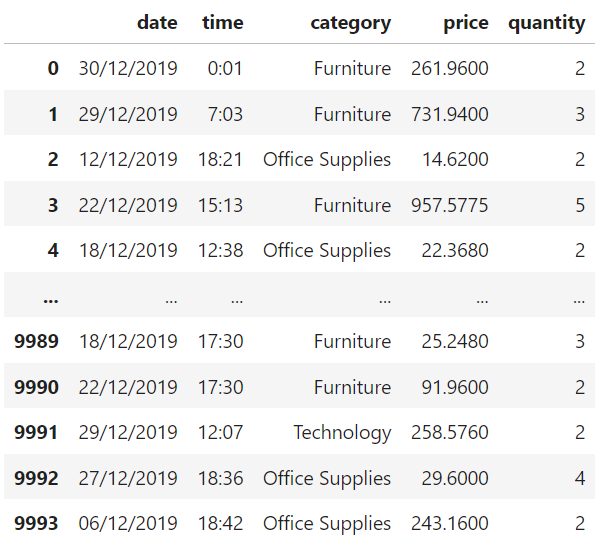 date time category price quantity
0 30/12/2019 0:01 Furniture 261.9600 2
1 29/12/2019 7:03 Furniture 731.9400 3
2 12/12/2019 18:21 Office Supplies 14.6200 2
3 22/12/2019 15:13 Furniture 957.5775 5
4 18/12/2019 12:38 Office Supplies 22.3680 2
... ... ... ... ... ...
9989 18/12/2019 17:30 Furniture 25.2480 3
9990 22/12/2019 17:30 Furniture 91.9600 2
9991 29/12/2019 12:07 Technology 258.5760 2
9992 27/12/2019 18:36 Office Supplies 29.6000 4
9993 06/12/2019 18:42 Office Supplies 243.1600 2